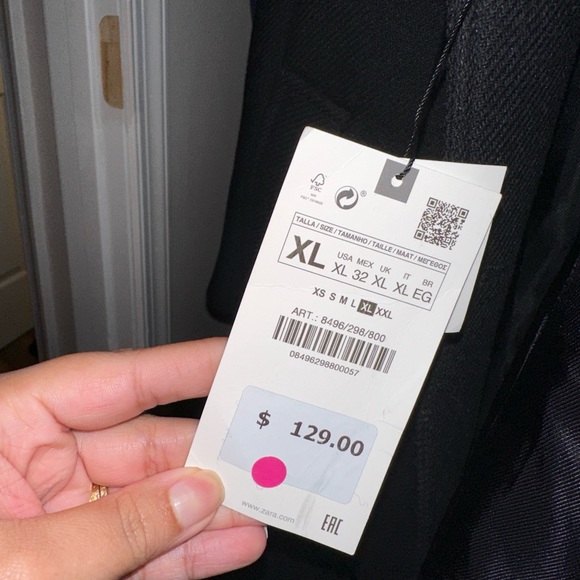 FSC
®
TALLA / SIZE / TAMANHO / TAILLE / MAAT / ΜΕΓΕΘΟΣ
XL
USA MEX UK IT BR
XL 32 XL XL EG
XS S M L XL XXL
ART.: 8496/298/800
08496298800057
$ 129.00
www.zara.com
EAC